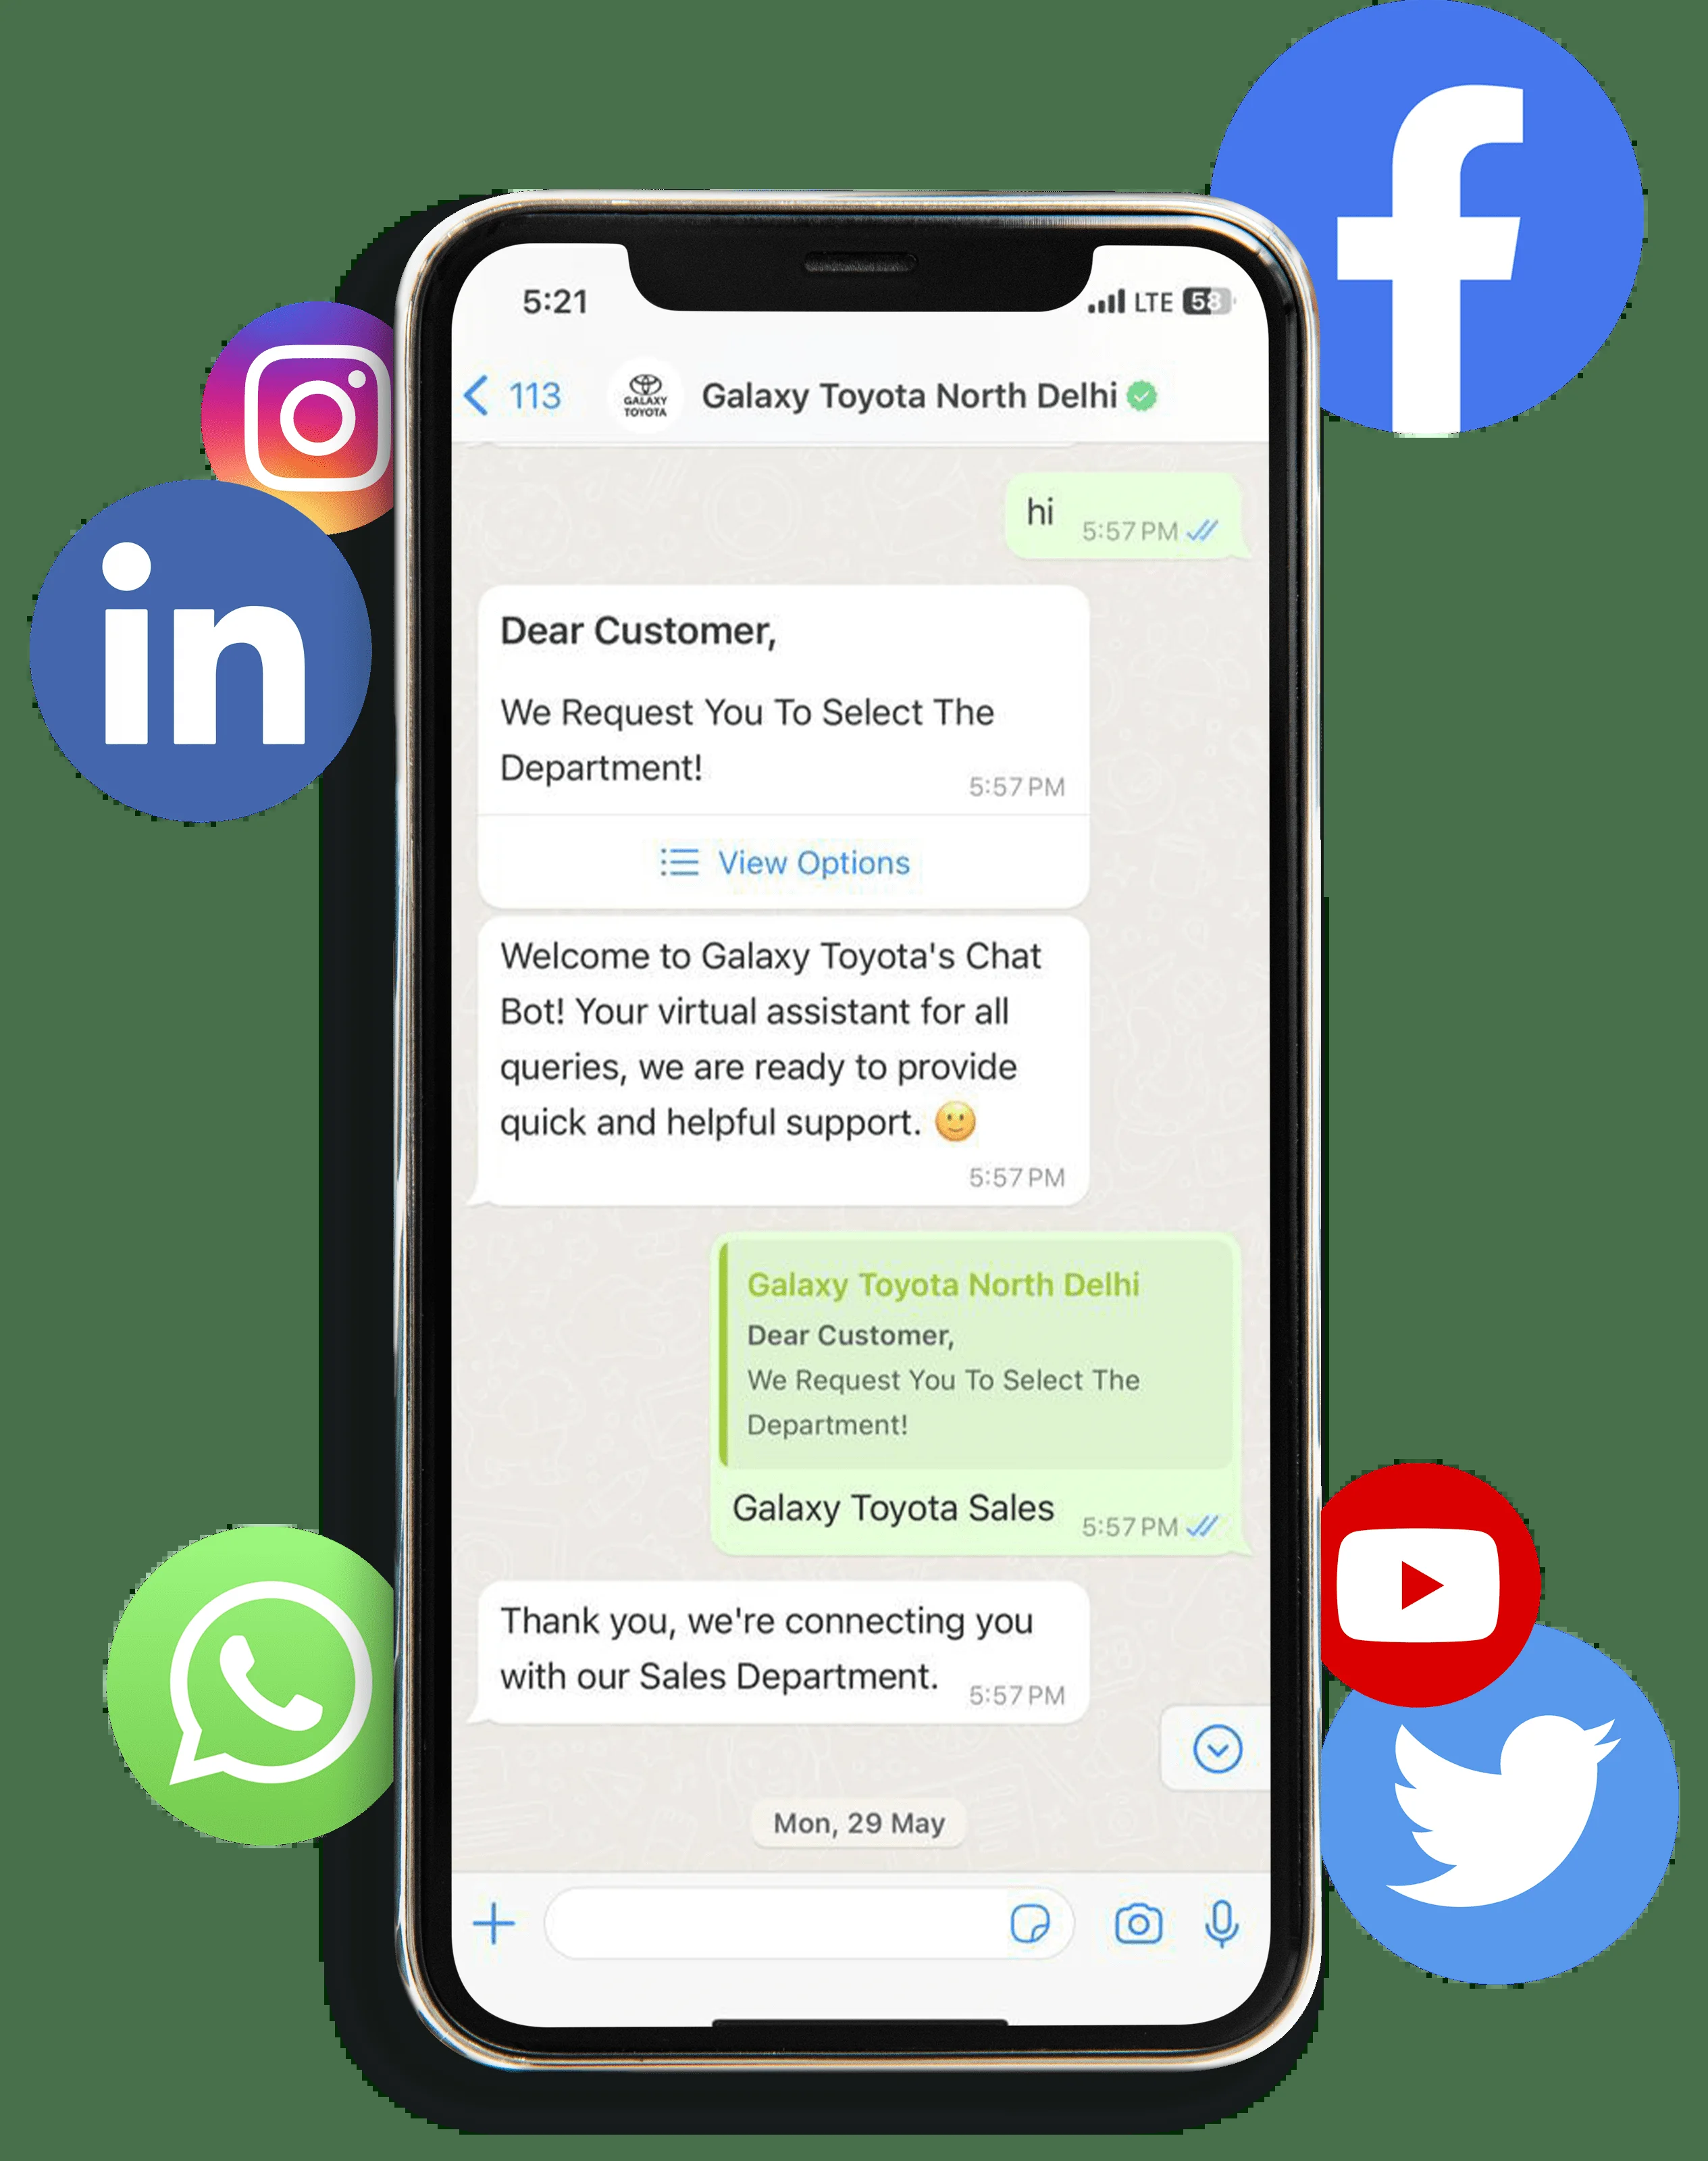 5:21
LTE 58
113
GALAXY
TOYOTA
Galaxy Toyota North Delhi
hi
5:57 PM
Dear Customer,
We Request You To Select The
Department!
5:57 PM
View Options
Welcome to Galaxy Toyota's Chat
Bot! Your virtual assistant for all
queries, we are ready to provide
quick and helpful support. 🙂
5:57 PM
Galaxy Toyota North Delhi
Dear Customer,
We Request You To Select The
Department!
Galaxy Toyota Sales
5:57 PM
Thank you, we're connecting you
with our Sales Department.
5:57 PM
Mon, 29 May
in
f